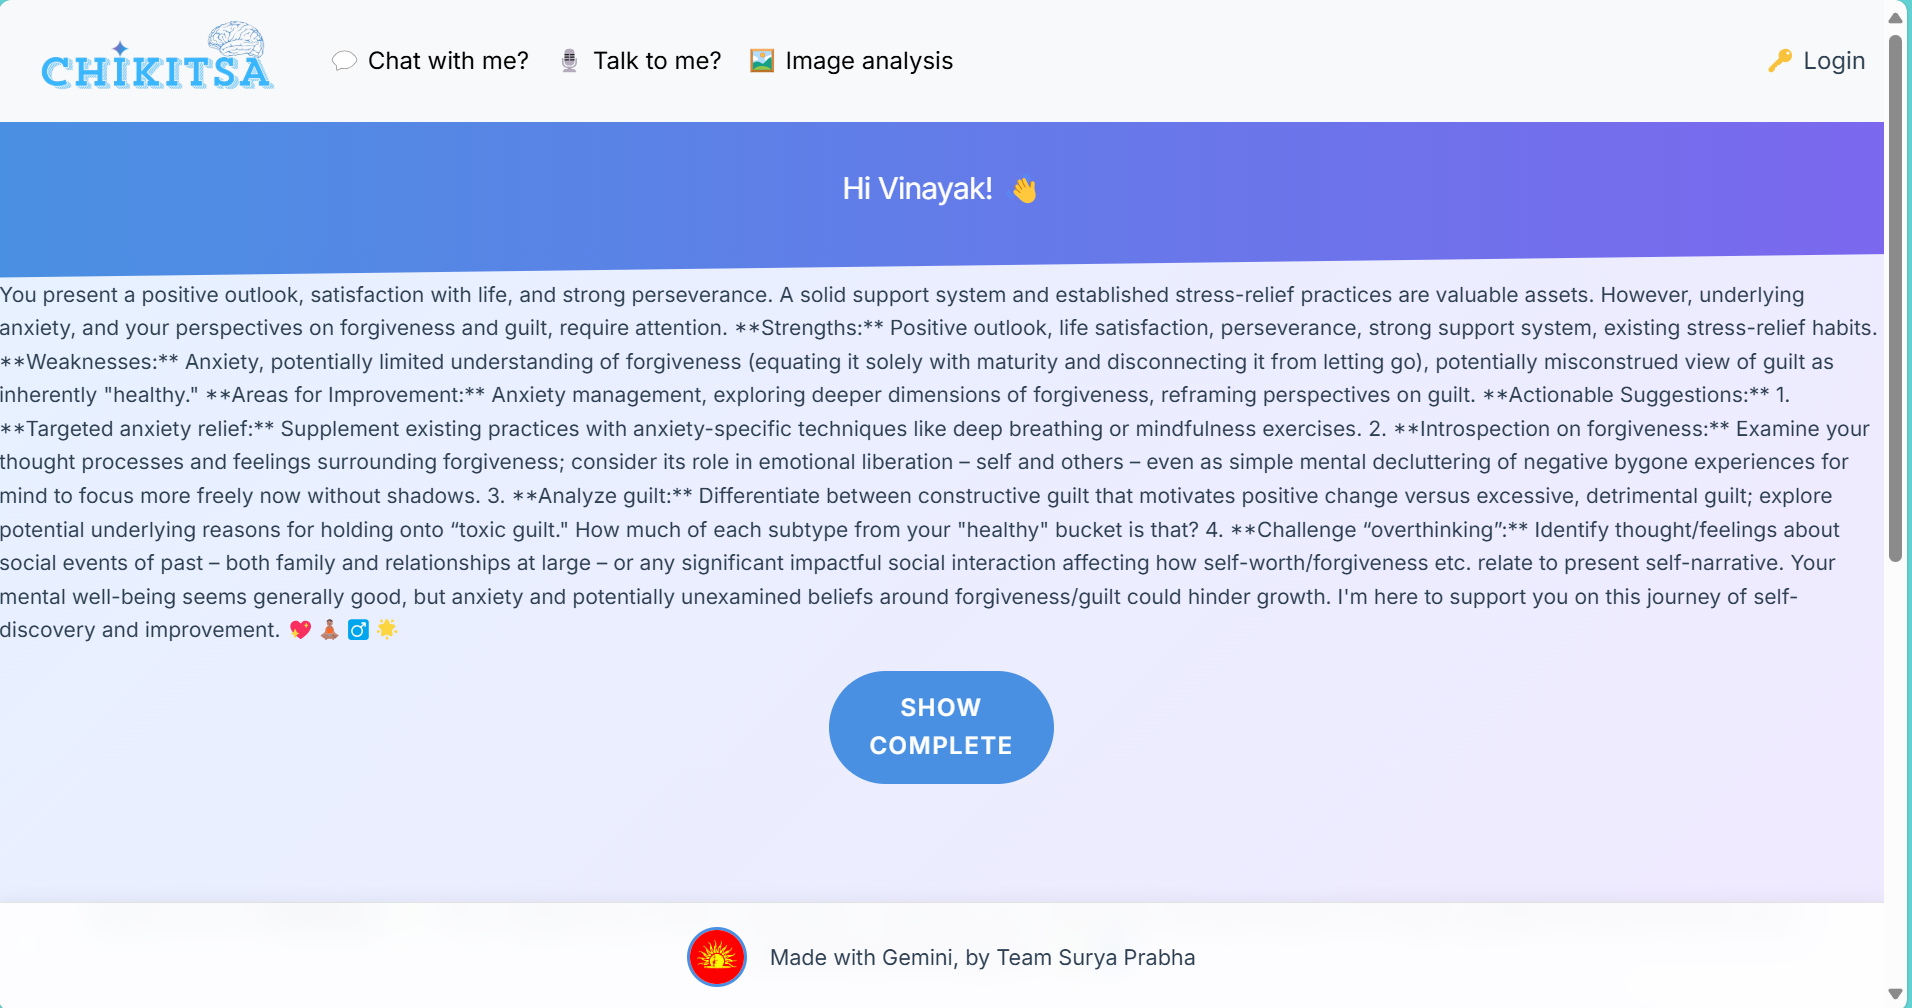 CHIKITSA
💬 Chat with me?
🎙️ Talk to me?
🖼️ Image analysis
🔑 Login
Hi Vinayak! 👋
You present a positive outlook, satisfaction with life, and strong perseverance. A solid support system and established stress-relief practices are valuable assets. However, underlying
anxiety, and your perspectives on forgiveness and guilt, require attention. **Strengths:** Positive outlook, life satisfaction, perseverance, strong support system, existing stress-relief habits.
**Weaknesses:** Anxiety, potentially limited understanding of forgiveness (equating it solely with maturity and disconnecting it from letting go), potentially misconstrued view of guilt as
inherently "healthy." **Areas for Improvement:** Anxiety management, exploring deeper dimensions of forgiveness, reframing perspectives on guilt. **Actionable Suggestions:** 1.
**Targeted anxiety relief:** Supplement existing practices with anxiety-specific techniques like deep breathing or mindfulness exercises. 2. **Introspection on forgiveness:** Examine your
thought processes and feelings surrounding forgiveness; consider its role in emotional liberation – self and others – even as simple mental decluttering of negative bygone experiences for
mind to focus more freely now without shadows. 3. **Analyze guilt:** Differentiate between constructive guilt that motivates positive change versus excessive, detrimental guilt; explore
potential underlying reasons for holding onto “toxic guilt." How much of each subtype from your "healthy" bucket is that? 4. **Challenge “overthinking”:** Identify thought/feelings about
social events of past – both family and relationships at large – or any significant impactful social interaction affecting how self-worth/forgiveness etc. relate to present self-narrative. Your
mental well-being seems generally good, but anxiety and potentially unexamined beliefs around forgiveness/guilt could hinder growth. I'm here to support you on this journey of self-
discovery and improvement. 💖 🧘🏾 ♂️ 🌟
SHOW
COMPLETE
Made with Gemini, by Team Surya Prabha